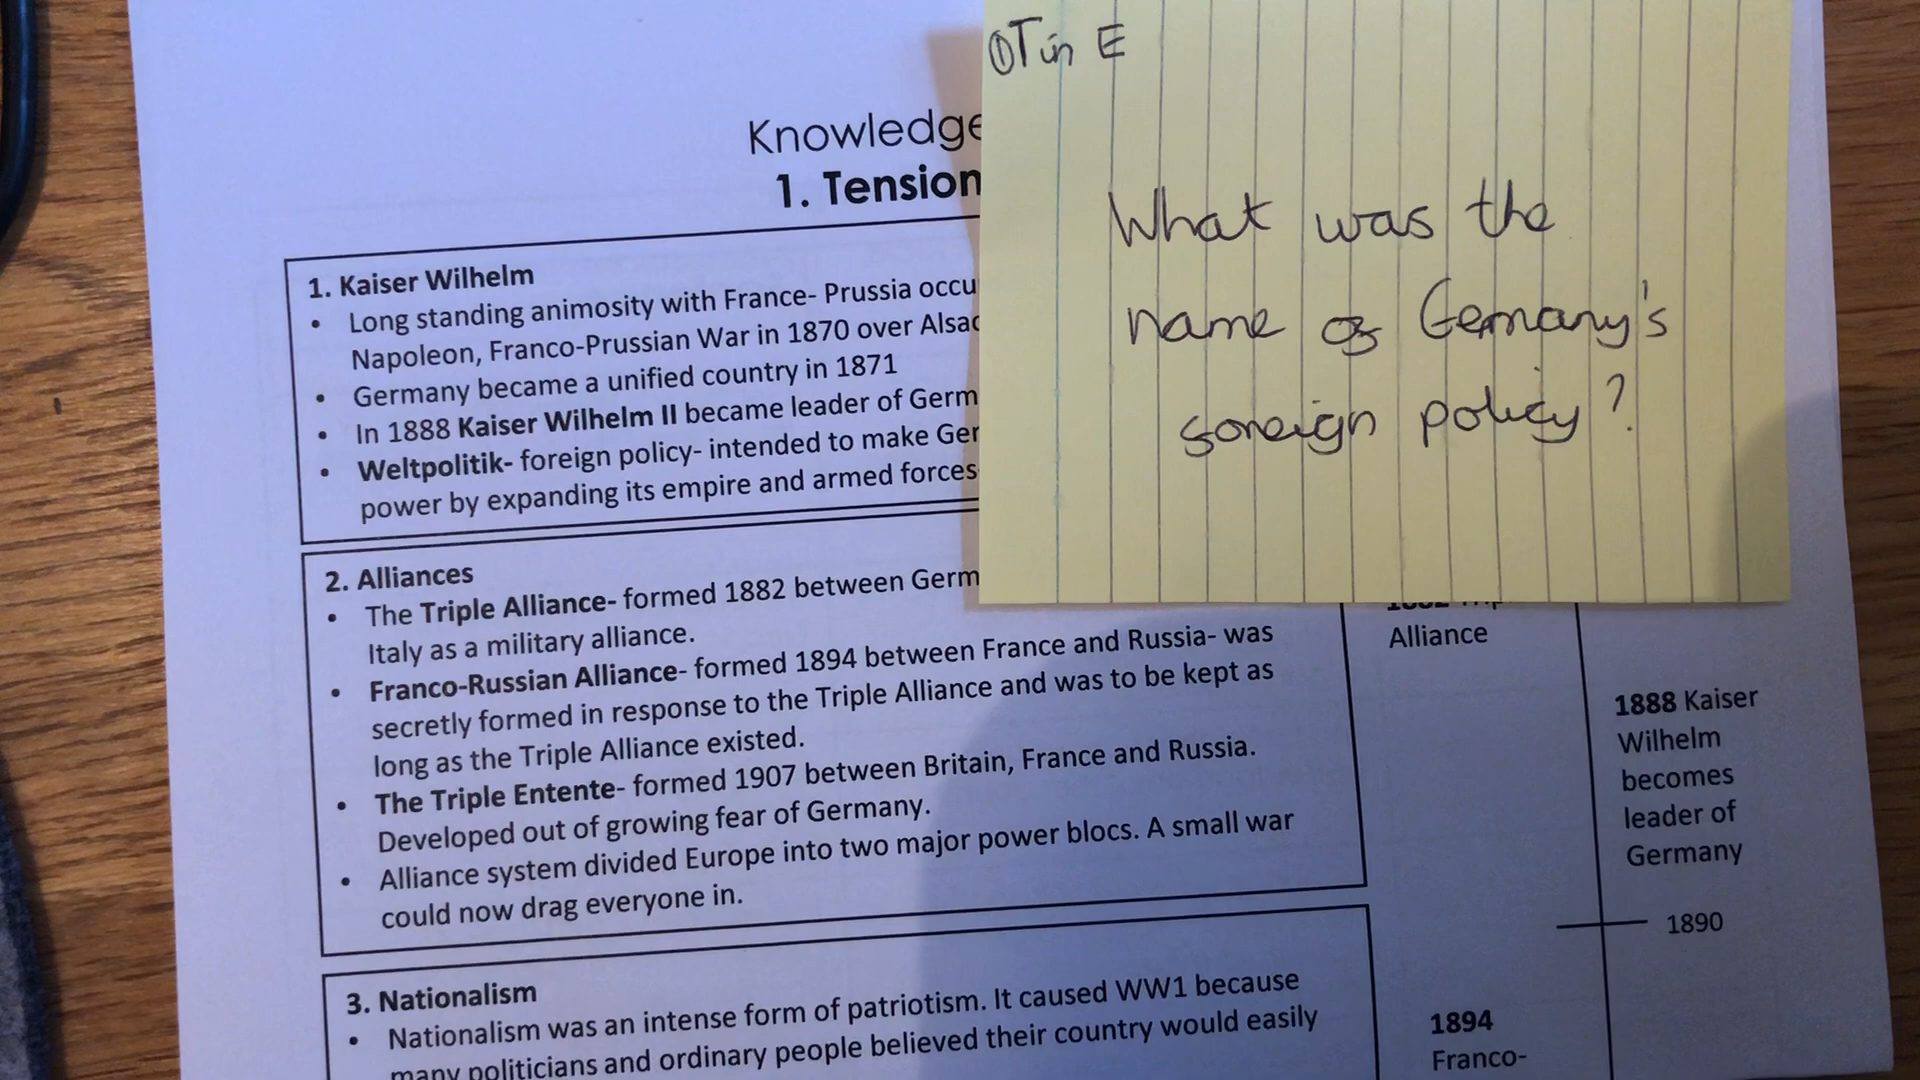 ① T in E
What was the
name of Gemany's
foreign policy?
Knowledge
1. Tension
1. Kaiser Wilhelm
• Long standing animosity with France- Prussia occu
Napoleon, Franco-Prussian War in 1870 over Alsac
• Germany became a unified country in 1871
• In 1888 Kaiser Wilhelm II became leader of Germ
• Weltpolitik- foreign policy- intended to make Ger
power by expanding its empire and armed forces
2. Alliances
• The Triple Alliance- formed 1882 between Germ
Italy as a military alliance.
• Franco-Russian Alliance- formed 1894 between France and Russia- was
secretly formed in response to the Triple Alliance and was to be kept as
long as the Triple Alliance existed.
• The Triple Entente- formed 1907 between Britain, France and Russia.
Developed out of growing fear of Germany.
• Alliance system divided Europe into two major power blocs. A small war
could now drag everyone in.
3. Nationalism
• Nationalism was an intense form of patriotism. It caused WW1 because
many politicians and ordinary people believed their country would easily
Alliance
1888 Kaiser
Wilhelm
becomes
leader of
Germany
1890
1894
Franco-